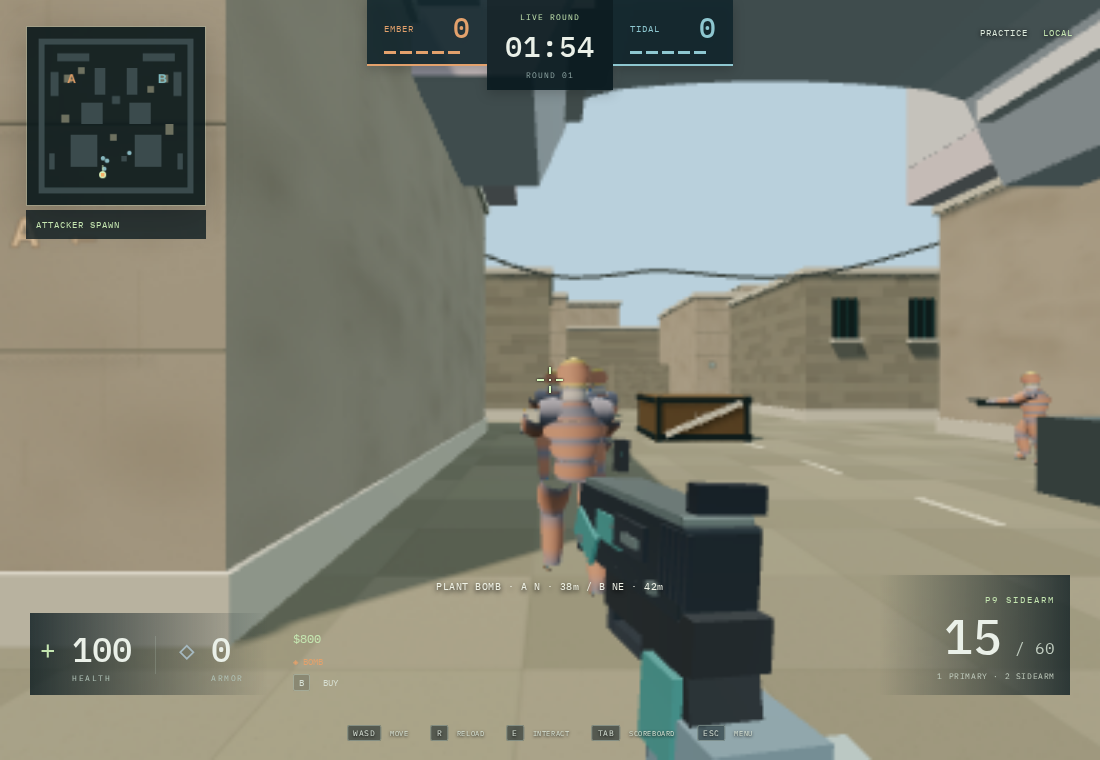 A
B
ATTACKER SPAWN
EMBER
0
LIVE ROUND
01:54
ROUND 01
TIDAL
0
PRACTICE LOCAL
A
PLANT BOMB · A N · 38m / B NE · 42m
+ 100
HEALTH
0
ARMOR
$800
BOMB
B BUY
P9 SIDEARM
15 / 60
1 PRIMARY · 2 SIDEARM
WASD MOVE R RELOAD E INTERACT TAB SCOREBOARD ESC MENU